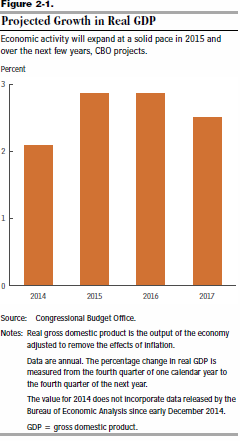 Figure 2-1.
Projected Growth in Real GDP
Economic activity will expand at a solid pace in 2015 and
over the next few years, CBO projects.
Percent
3
2
1
0
2014 2015 2016 2017
Source: Congressional Budget Office.
Notes: Real gross domestic product is the output of the economy
adjusted to remove the effects of inflation.
Data are annual. The percentage change in real GDP is
measured from the fourth quarter of one calendar year to
the fourth quarter of the next year.
The value for 2014 does not incorporate data released by the
Bureau of Economic Analysis since early December 2014.
GDP = gross domestic product.